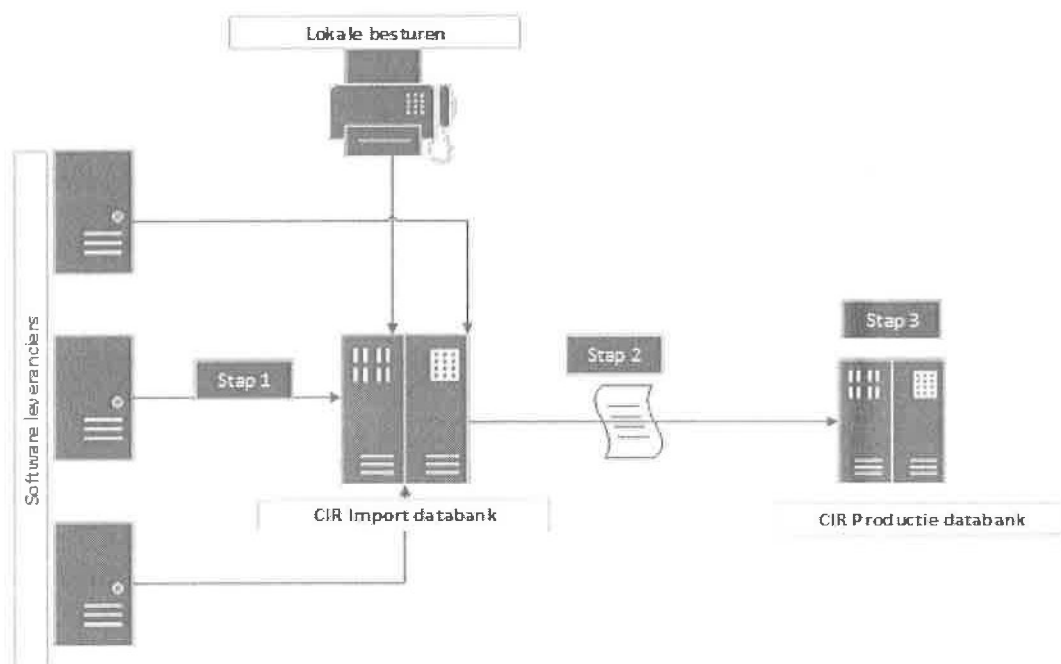 Lokale besturen
Software leveranciers
Stap 1
Stap 2
Stap 3
CIR Import databank
CIR Productie databank